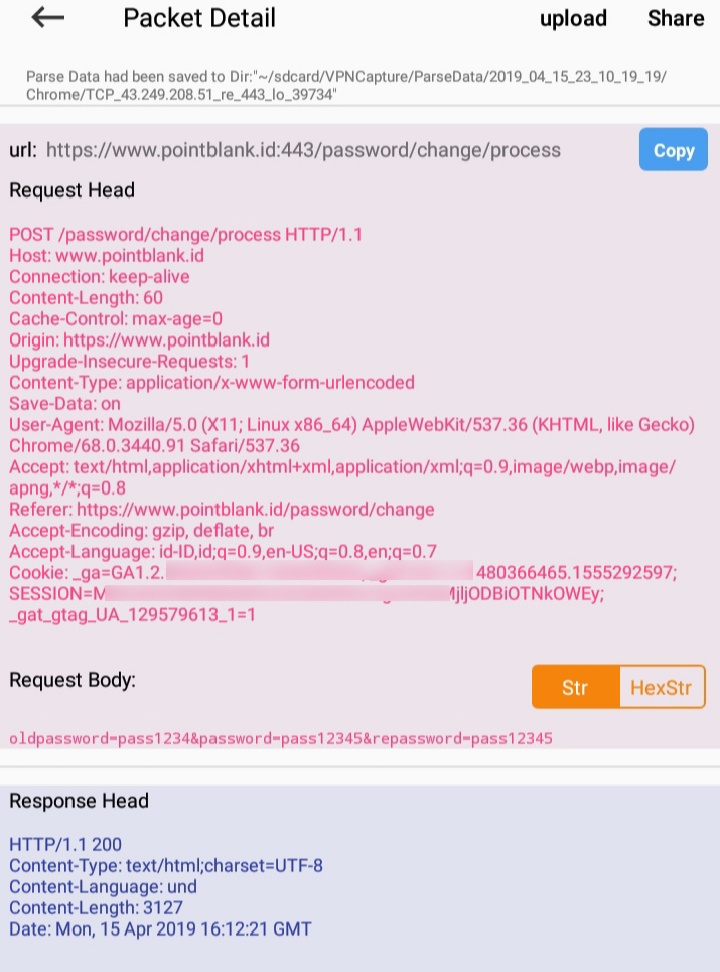 Packet Detail
upload
Share
Parse Data had been saved to Dir:"~/sdcard/VPNCapture/ParseData/2019_04_15_23_10_19_19/
Chrome/TCP_43.249.208.51_re_443_lo_39734"
url: https://www.pointblank.id:443/password/change/process
Copy
Request Head
POST /password/change/process HTTP/1.1
Host: www.pointblank.id
Connection: keep-alive
Content-Length: 60
Cache-Control: max-age=0
Origin: https://www.pointblank.id
Upgrade-Insecure-Requests: 1
Content-Type: application/x-www-form-urlencoded
Save-Data: on
User-Agent: Mozilla/5.0 (X11; Linux x86_64) AppleWebKit/537.36 (KHTML, like Gecko)
Chrome/68.0.3440.91 Safari/537.36
Accept: text/html,application/xhtml+xml,application/xml;q=0.9,image/webp,image/
apng,*/*;q=0.8
Referer: https://www.pointblank.id/password/change
Accept-Encoding: gzip, deflate, br
Accept-Language: id-ID,id;q=0.9,en-US;q=0.8,en;q=0.7
Cookie: _ga=GA1.2. 480366465.1555292597;
SESSION=M jljODBiOTNkOWEy;
_gat_gtag_UA_129579613_1=1
Request Body:
Str
HexStr
oldpassword=pass1234&password=pass12345&repassword=pass12345
Response Head
HTTP/1.1 200
Content-Type: text/html;charset=UTF-8
Content-Language: und
Content-Length: 3127
Date: Mon, 15 Apr 2019 16:12:21 GMT